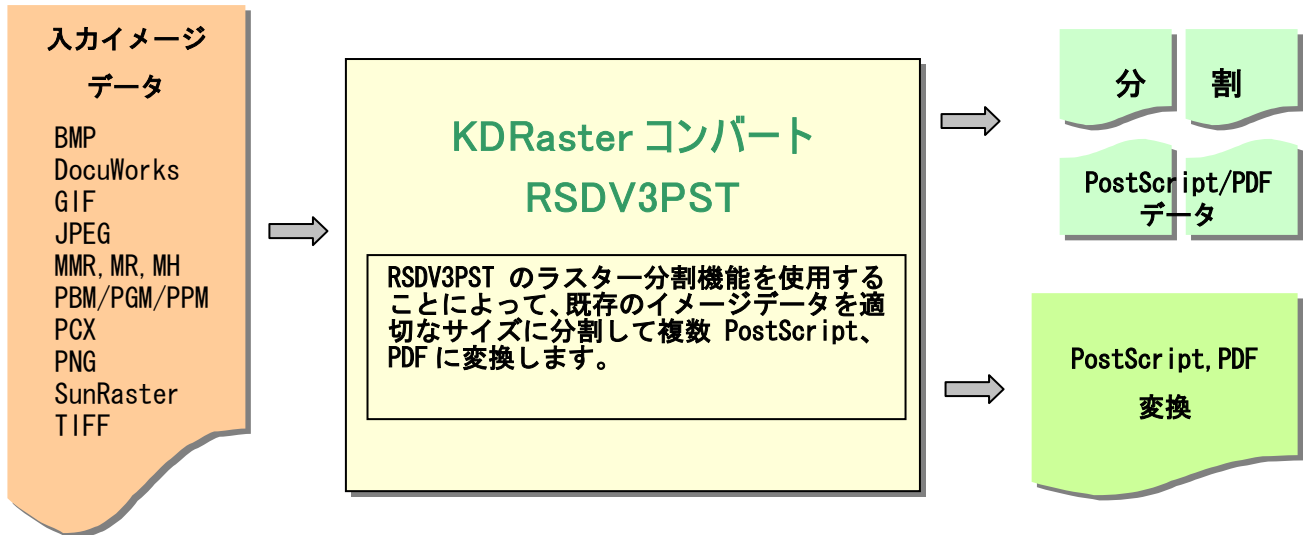 入力イメージ
データ
BMP
DocuWorks
GIF
JPEG
MMR,MR,MH
PBM/PGM/PPM
PCX
PNG
SunRaster
TIFF
KDRaster コンバート
RSDV3PST
RSDV3PST のラスター分割機能を使用する
ことによって、既存のイメージデータを適
切なサイズに分割して複数 PostScript、
PDF に変換します。
分 割
PostScript/PDF
データ
PostScript,PDF
変換